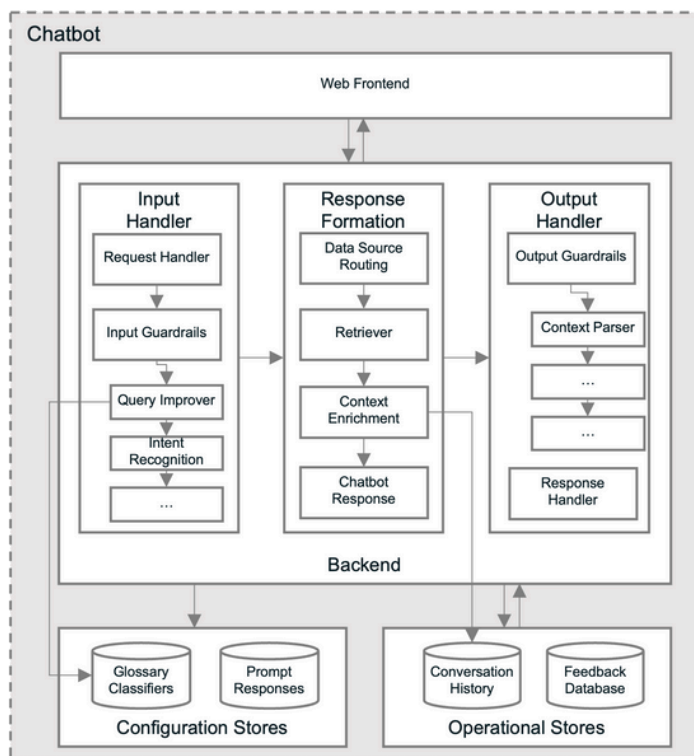 Chatbot
Web Frontend
Input
Handler
Request Handler
Input Guardrails
Query Improver
Intent
Recognition
...
Response
Formation
Data Source
Routing
Retriever
Context
Enrichment
Chatbot
Response
Output
Handler
Output Guardrails
Context Parser
...
...
Response
Handler
Backend
Glossary
Classifiers
Prompt
Responses
Configuration Stores
Conversation
History
Feedback
Database
Operational Stores